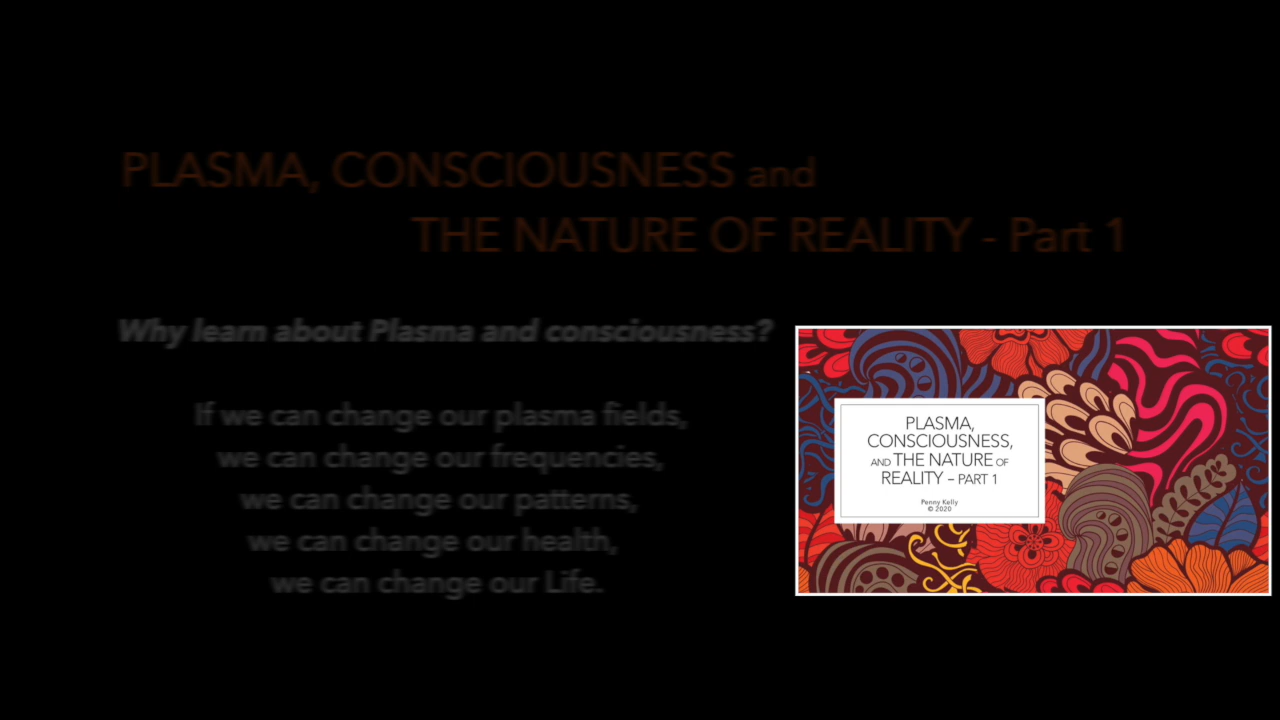 PLASMA, CONSCIOUSNESS and
THE NATURE OF REALITY - Part 1
Why learn about Plasma and consciousness?
If we can change our plasma fields,
we can change our frequencies,
we can change our patterns,
we can change our health,
we can change our Life.
PLASMA,
CONSCIOUSNESS,
AND THE NATURE OF
REALITY – PART 1
Penny Kelly
© 2020